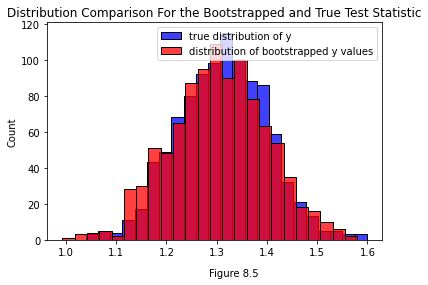 Distribution Comparison For the Bootstrapped and True Test Statistic
true distribution of y
distribution of bootstrapped y values
120
100
80
60
40
20
0
Count
1.0 1.1 1.2 1.3 1.4 1.5 1.6
Figure 8.5